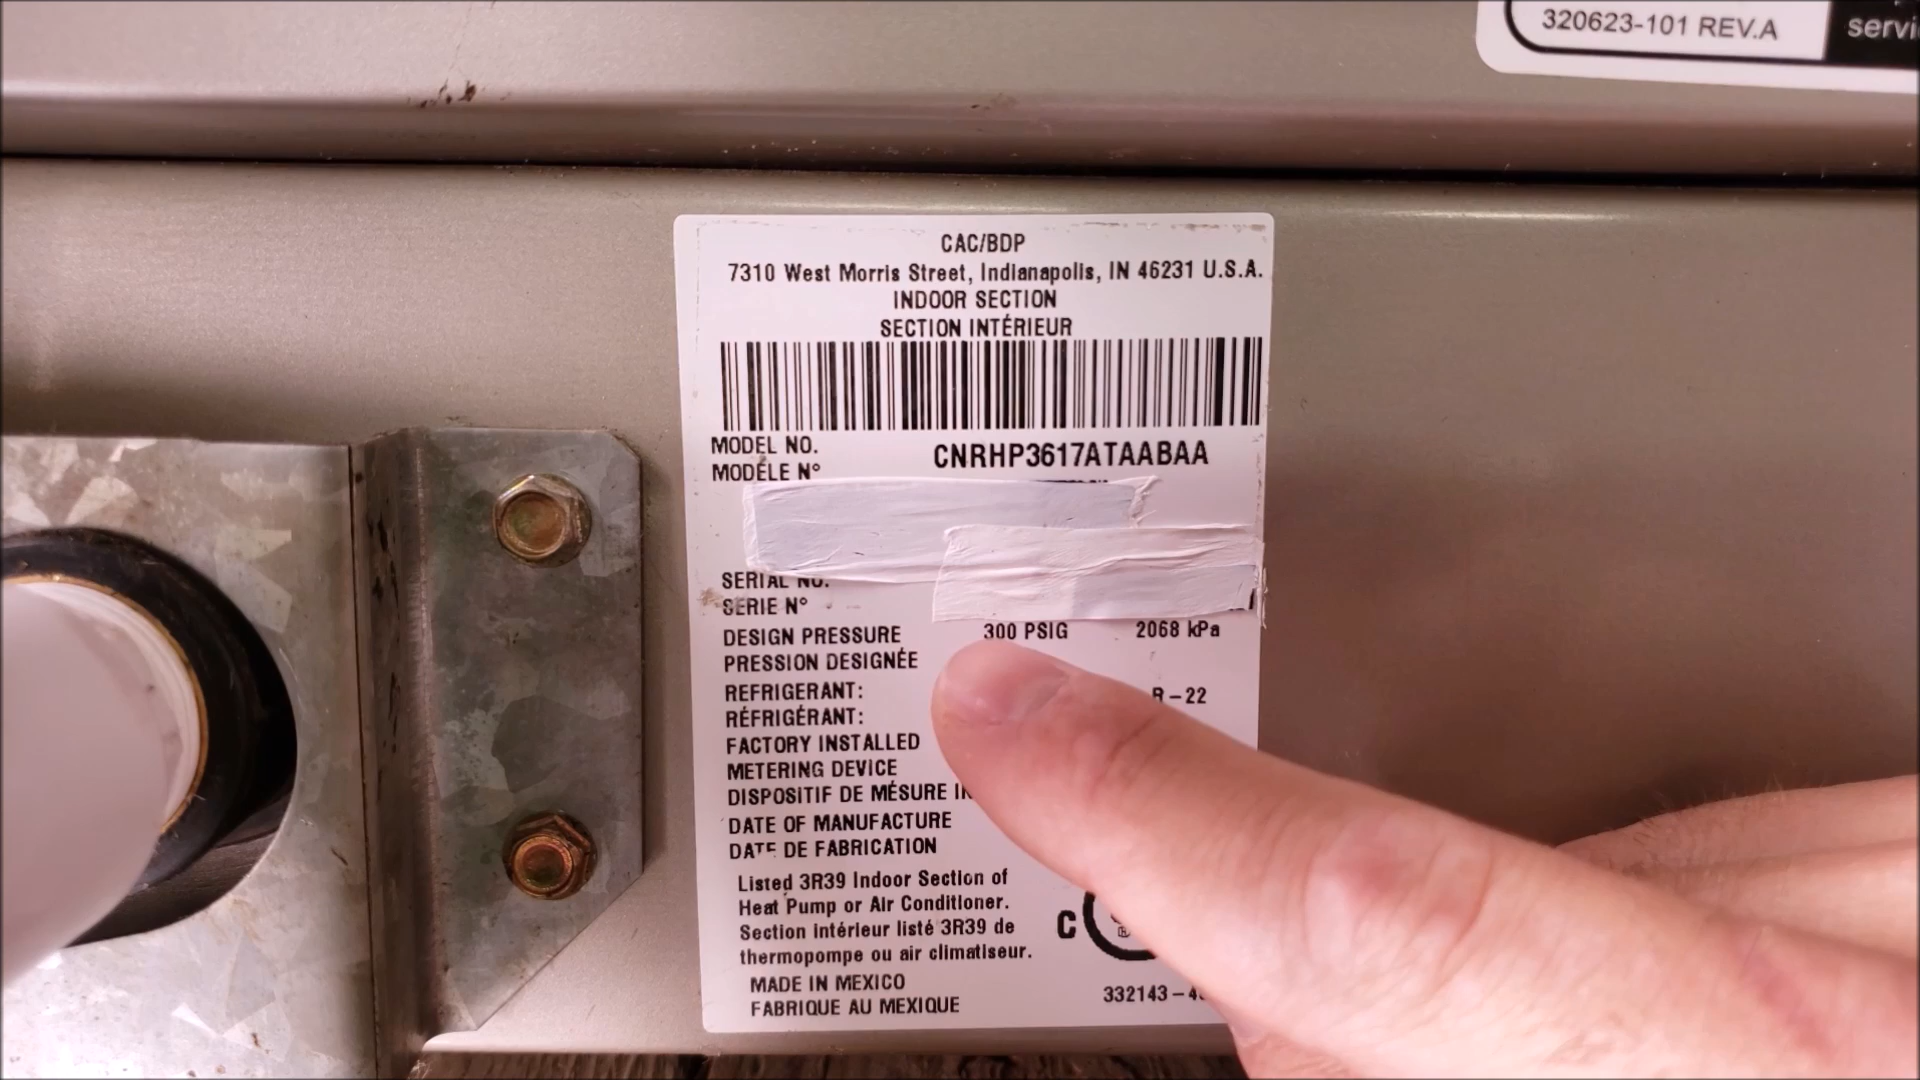 320623-101 REV.A
CAC/BDP
7310 West Morris Street, Indianapolis, IN 46231 U.S.A.
INDOOR SECTION
SECTION INTÉRIEUR
MODEL NO.
MODÉLE N° CNRHP3617ATAABAA
SERIAL NO.
SERIE N°
DESIGN PRESSURE 300 PSIG 2068 kPa
PRESSION DESIGNÉE
REFRIGERANT: R-22
RÉFRIGÉRANT:
FACTORY INSTALLED
METERING DEVICE
DISPOSITIF DE MÉSURE
DATE OF MANUFACTURE
DATE DE FABRICATION
Listed 3R39 Indoor Section of
Heat Pump or Air Conditioner.
Section intérieur listé 3R39 de
thermopompe ou air climatiseur.
C
MADE IN MEXICO
FABRIQUE AU MEXIQUE